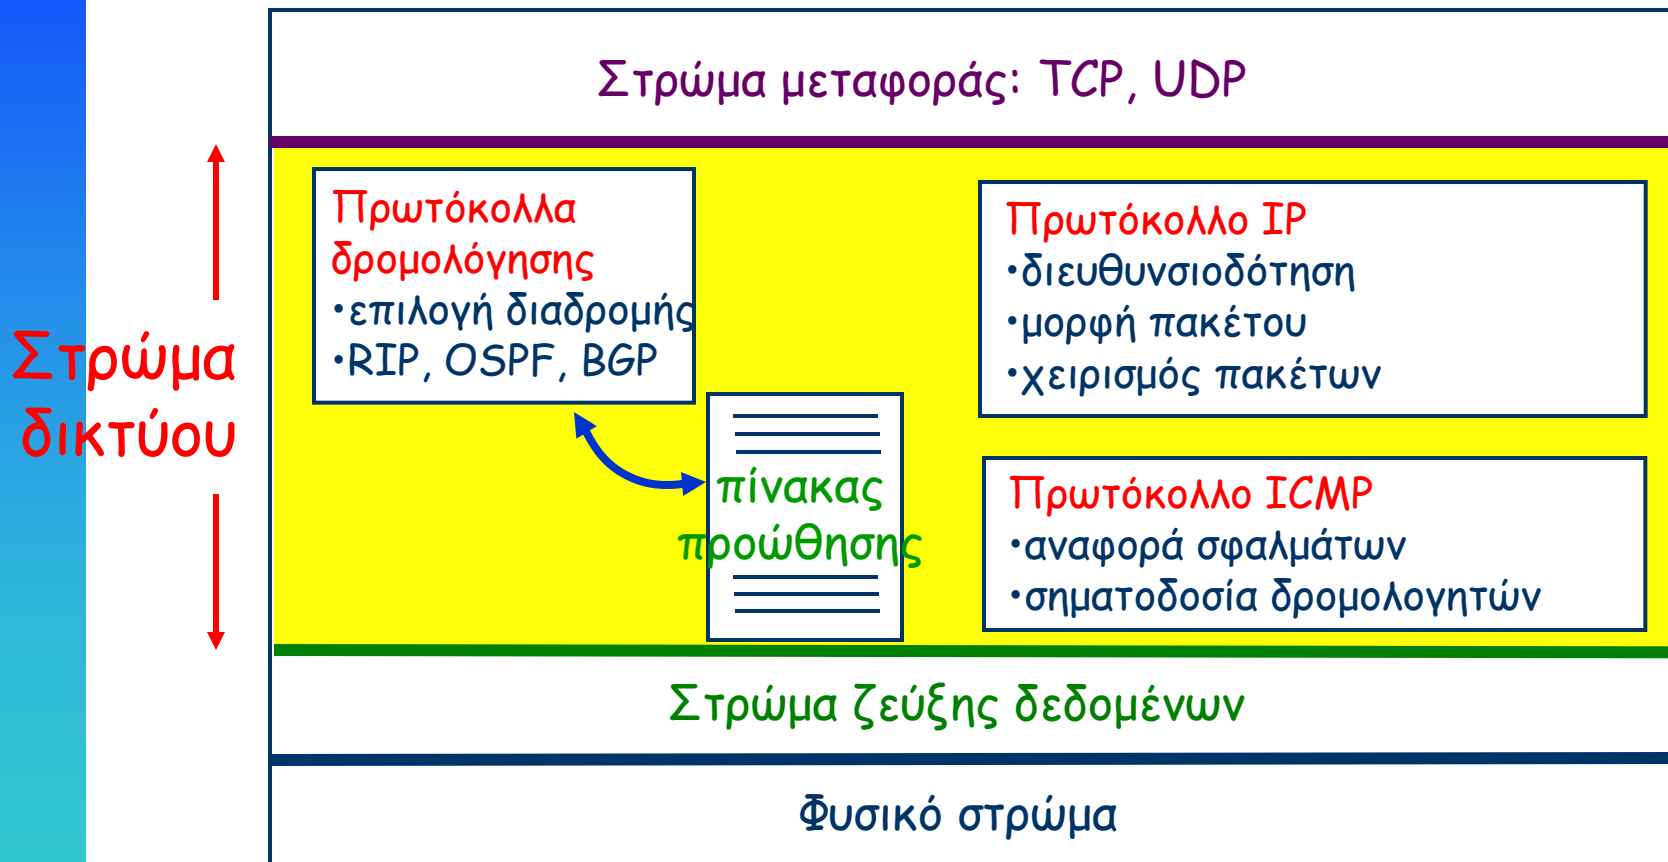 Στρώμα μεταφοράς: TCP, UDP
Στρώμα
δικτύου
Πρωτόκολλα
δρομολόγησης
•επιλογή διαδρομής
•RIP, OSPF, BGP
πίνακας
προώθησης
Πρωτόκολλο IP
•διευθυνσιοδότηση
•μορφή πακέτου
•χειρισμός πακέτων
Πρωτόκολλο ICMP
•αναφορά σφαλμάτων
•σηματοδοσία δρομολογητών
Στρώμα ζεύξης δεδομένων
Φυσικό στρώμα